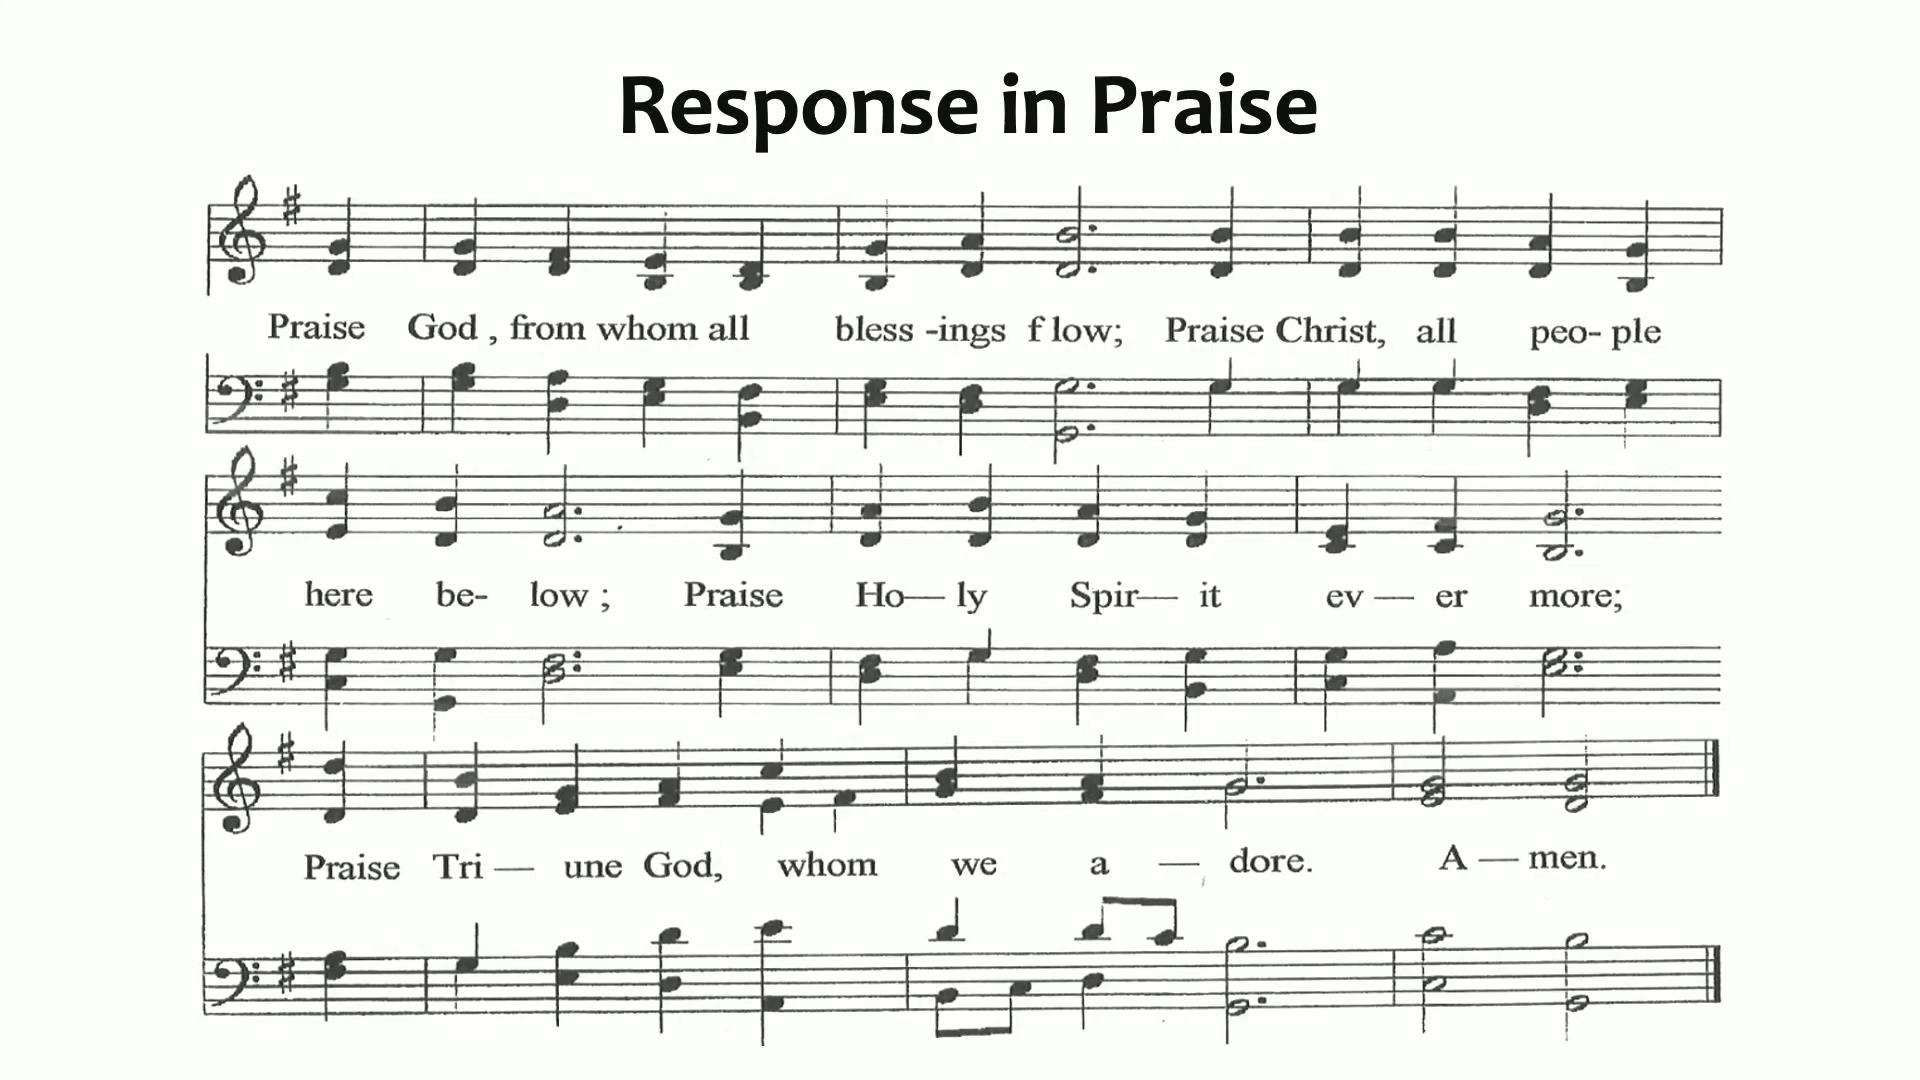 Response in Praise
Praise God , from whom all bless -ings f low; Praise Christ, all peo- ple
here be- low ; Praise Ho— ly Spir— it ev — er more;
Praise Tri — une God, whom we a — dore. A — men.